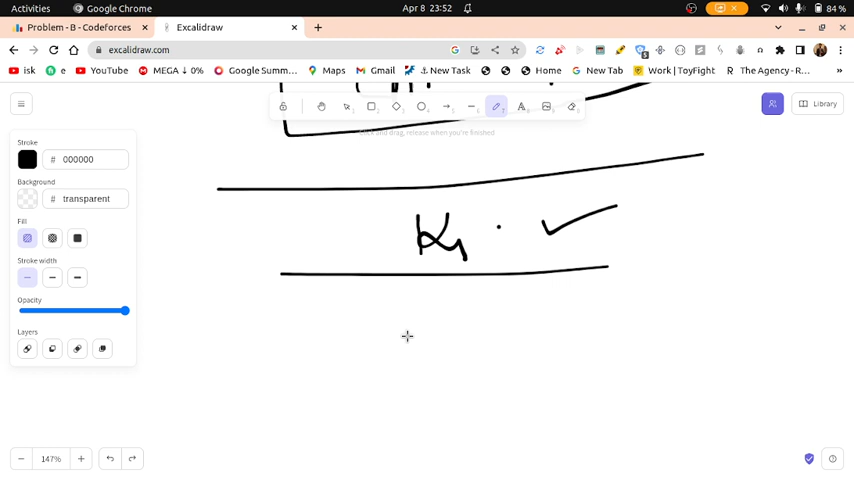 Activities Google Chrome Apr 8 23:52 84 %
Problem - B - Codeforces Excalidraw
excalidraw.com
isk e YouTube MEGA ↓ 0% Google Summ... Maps Gmail ⚓ New Task Home New Tab Work | ToyFight R The Agency - R... »
Library
Click and drag, release when you're finished
Stroke
# 000000
Background
# transparent
Fill
Stroke width
Opacity
Layers
147%